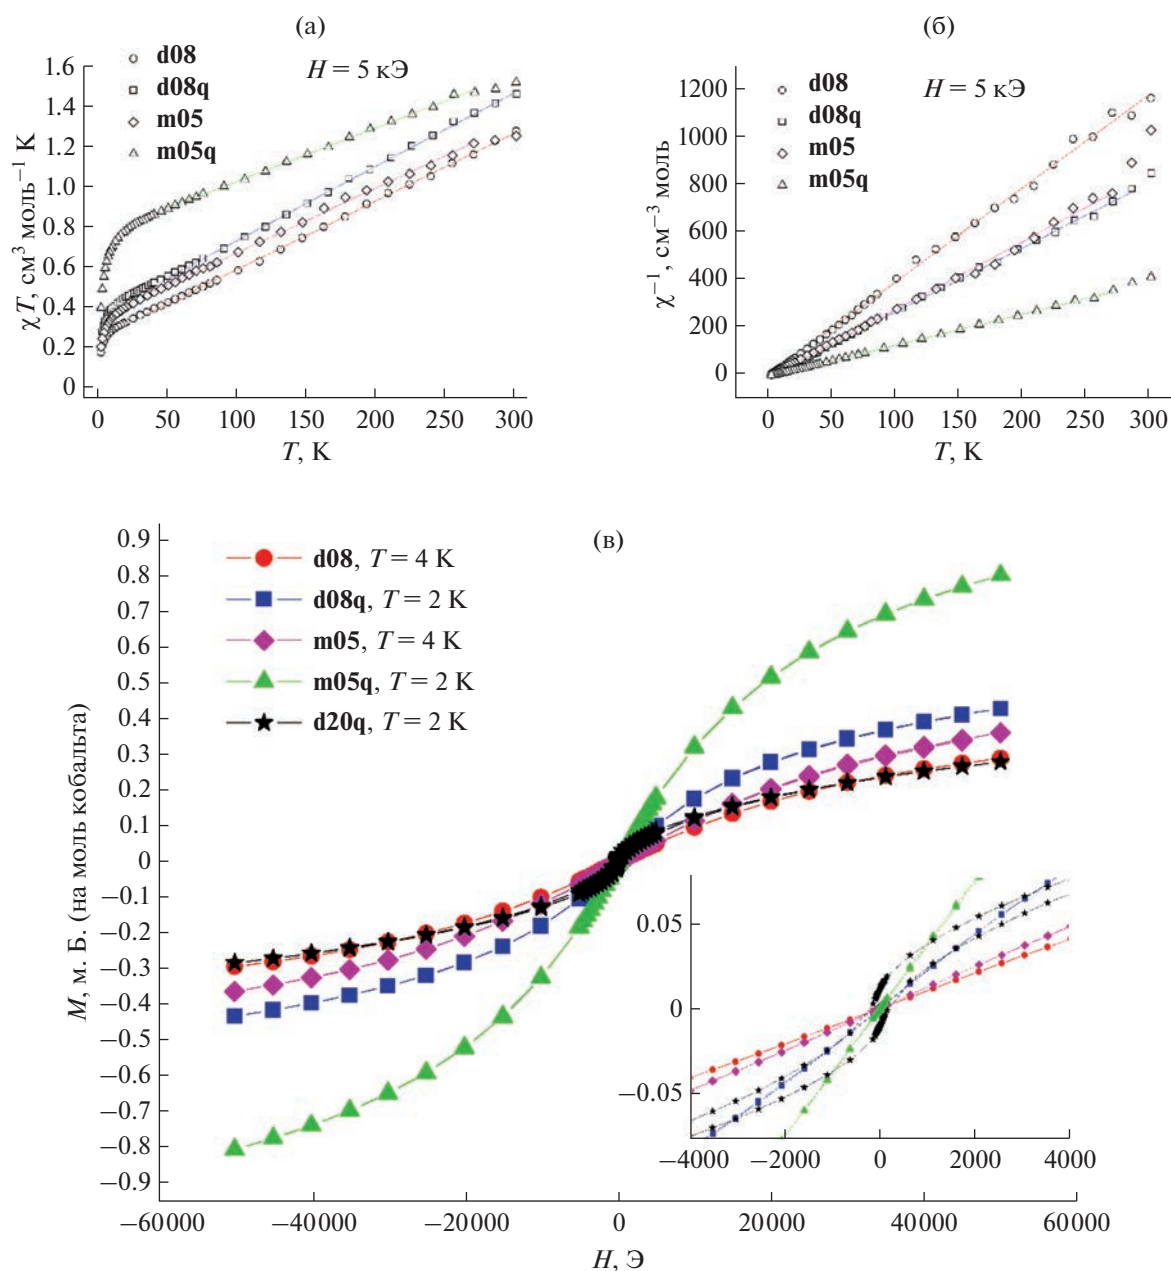 (а)
d08
d08q
m05
m05q
H = 5 кЭ
1.6
1.4
1.2
1.0
0.8
0.6
0.4
0.2
0
χT, см³ моль⁻¹ K
0 50 100 150 200 250 300
T, K
(б)
d08
d08q
m05
m05q
H = 5 кЭ
1200
1000
800
600
400
200
0
χ⁻¹, см⁻³ моль
0 50 100 150 200 250 300
T, K
(в)
d08, T = 4 K
d08q, T = 2 K
m05, T = 4 K
m05q, T = 2 K
d20q, T = 2 K
0.9
0.8
0.7
0.6
0.5
0.4
0.3
0.2
0.1
0
−0.1
−0.2
−0.3
−0.4
−0.5
−0.6
−0.7
−0.8
−0.9
M, м. Б. (на моль кобальта)
0.05
0
−0.05
−4000 −2000 0 2000 4000
−60000 −40000 −20000 0 20000 40000 60000
H, Э